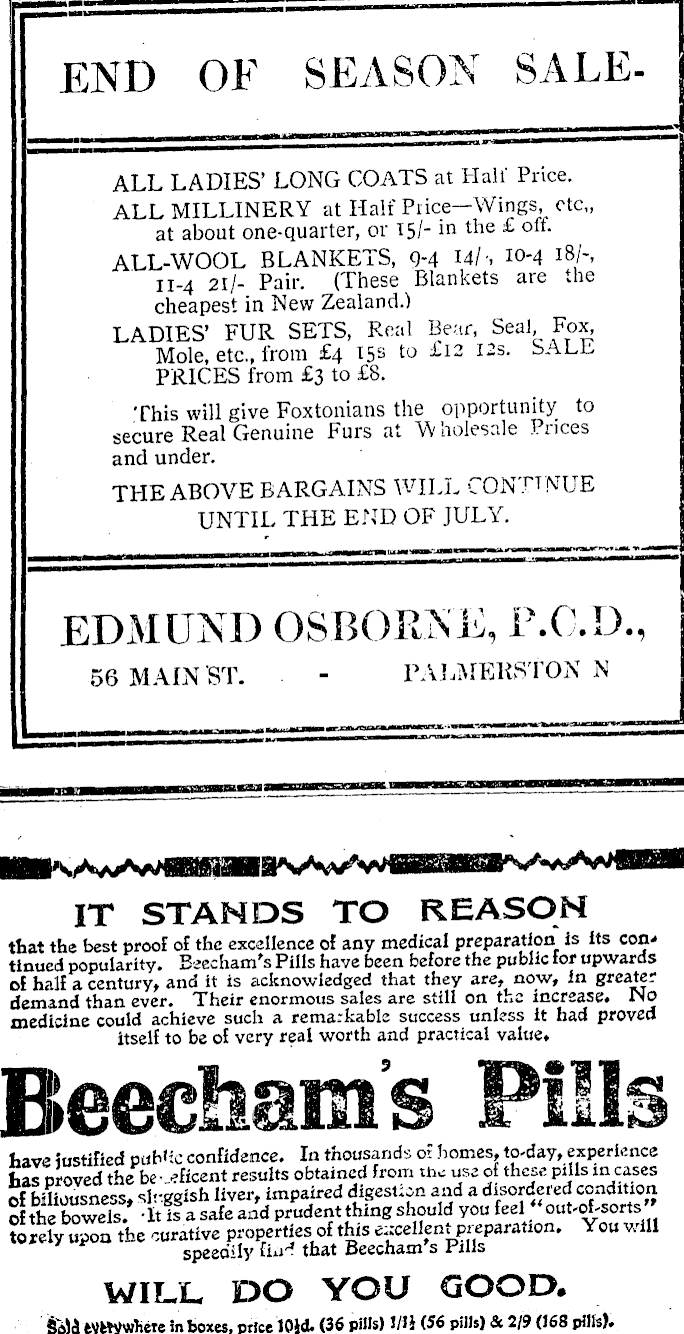 END OF SEASON SALE-
ALL LADIES' LONG COATS at Half Price.
ALL MILLINERY at Half Price—Wings, etc.,
at about one-quarter, or 15/- in the £ off.
ALL-WOOL BLANKETS, 9-4 14/-, 10-4 18/-,
11-4 21/- Pair. (These Blankets are the
cheapest in New Zealand.)
LADIES' FUR SETS, Real Bear, Seal, Fox,
Mole, etc., from £4 15s to £12 12s. SALE
PRICES from £3 to £8.
This will give Foxtonians the opportunity to
secure Real Genuine Furs at Wholesale Prices
and under.
THE ABOVE BARGAINS WILL CONTINUE
UNTIL THE END OF JULY.
EDMUND OSBORNE, P.C.D.,
56 MAIN ST. - PALMERSTON N
IT STANDS TO REASON
that the best proof of the excellence of any medical preparation is its con-
tinued popularity. Beecham's Pills have been before the public for upwards
of half a century, and it is acknowledged that they are, now, in greater
demand than ever. Their enormous sales are still on the increase. No
medicine could achieve such a remarkable success unless it had proved
itself to be of very real worth and practical value.
Beecham's Pills
have justified public confidence. In thousands of homes, to-day, experience
has proved the beneficent results obtained from the use of these pills in cases
of biliousness, sluggish liver, impaired digestion and a disordered condition
of the bowels. It is a safe and prudent thing should you feel "out-of-sorts"
to rely upon the curative properties of this excellent preparation. You will
speedily find that Beecham's Pills
WILL DO YOU GOOD.
Sold everywhere in boxes, price 10½d. (36 pills) 1/1½ (56 pills) & 2/9 (168 pills).